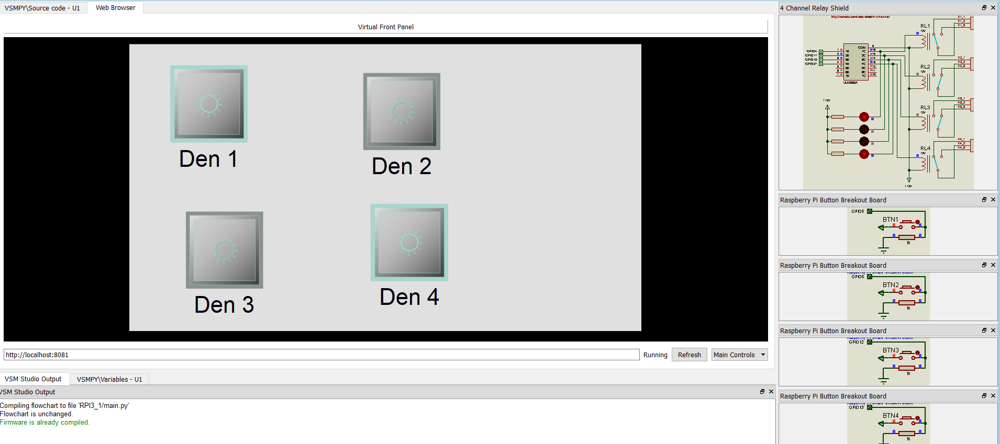 VSMPY\Source code - U1
Web Browser
Virtual Front Panel
Den 1
Den 2
Den 3
Den 4
http://localhost:8081
Running
Refresh
Main Controls
VSM Studio Output
VSMPY\Variables - U1
VSM Studio Output
Compiling flowchart to file 'RPI3_1/main.py'
Flowchart is unchanged.
Firmware is already compiled.
4 Channel Relay Shield
RL1
12V
RL2
12V
RL3
12V
RL4
12V
COM
ULN2003A
K1_1
K1_2
K2_1
K2_2
K2_3
K3_1
K3_2
K3_3
K4_1
K4_2
K4_3
GPIO4
GPIO17
GPIO27
Raspberry Pi Button Breakout Board
GPIO5
BTN1
1k
Raspberry Pi Button Breakout Board
GPIO6
BTN2
1k
Raspberry Pi Button Breakout Board
GPIO12
BTN3
1k
Raspberry Pi Button Breakout Board
GPIO13
BTN4
1k